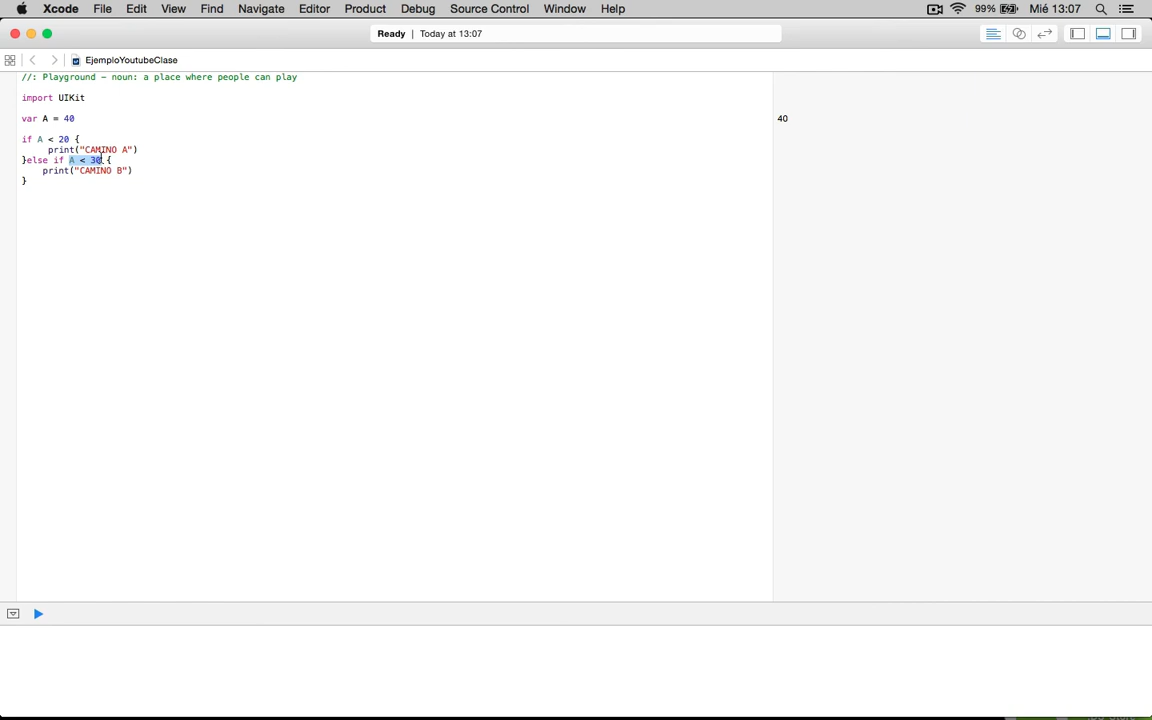 Xcode File Edit View Find Navigate Editor Product Debug Source Control Window Help 99% Mié 13:07
Ready | Today at 13:07
EjemploYoutubeClase
//: Playground - noun: a place where people can play
import UIKit
var A = 40
40
if A < 20 {
print("CAMINO A")
}else if A < 30 {
print("CAMINO B")
}